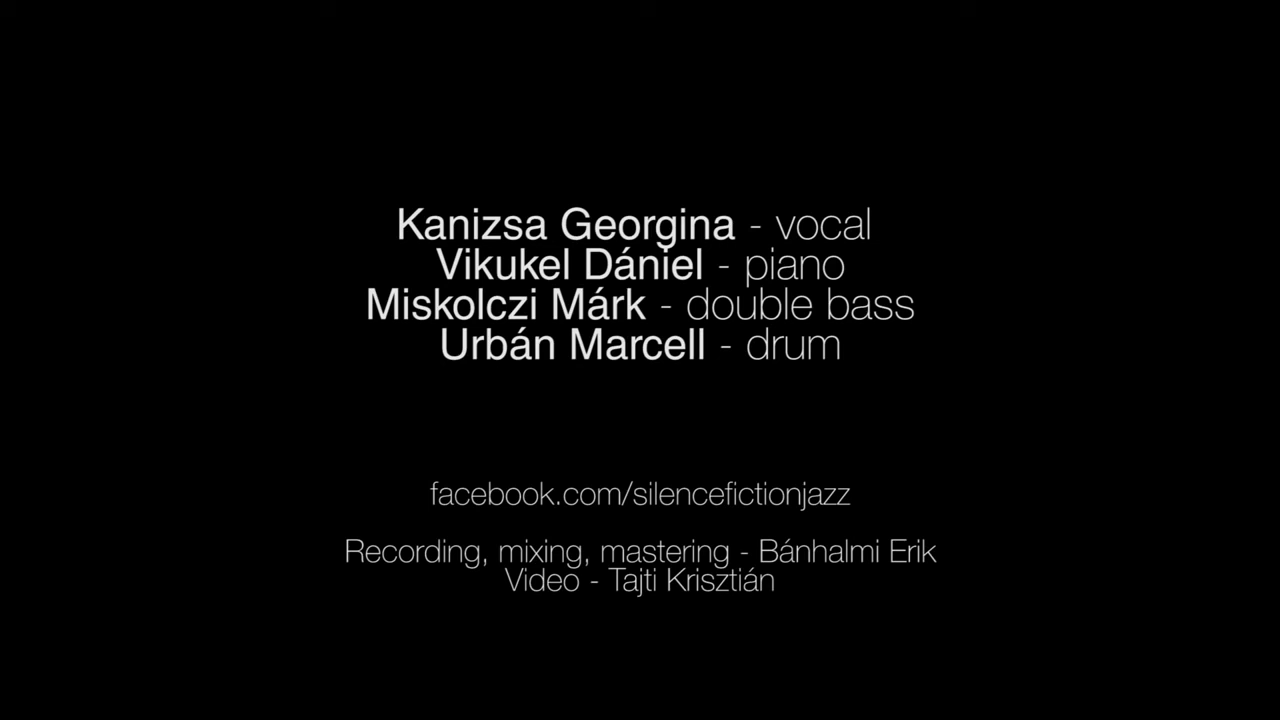 Kanizsa Georgina - vocal
Vikukel Dániel - piano
Miskolczi Márk - double bass
Urbán Marcell - drum
facebook.com/silencefictionjazz
Recording, mixing, mastering - Bánhalmi Erik
Video - Tajti Krisztián